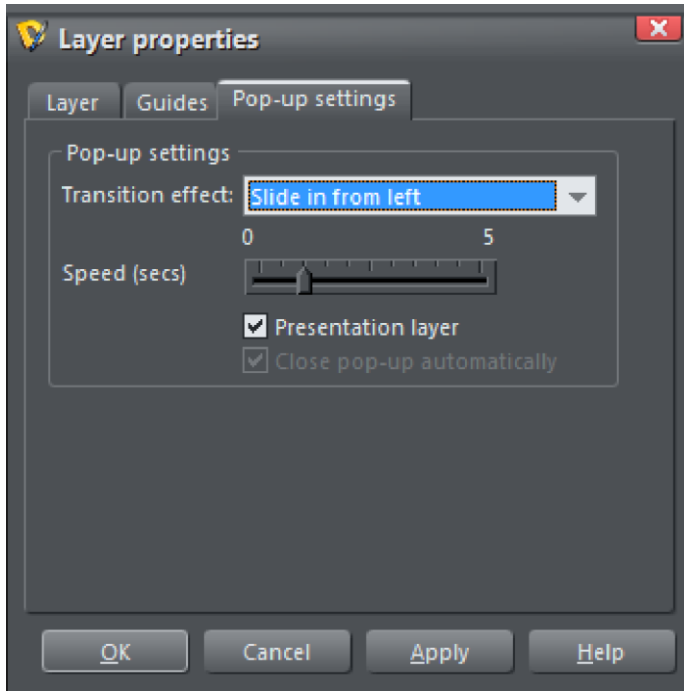 Layer properties
Layer Guides Pop-up settings
Pop-up settings
Transition effect: Slide in from left
0 5
Speed (secs)
Presentation layer
Close pop-up automatically
OK Cancel Apply Help